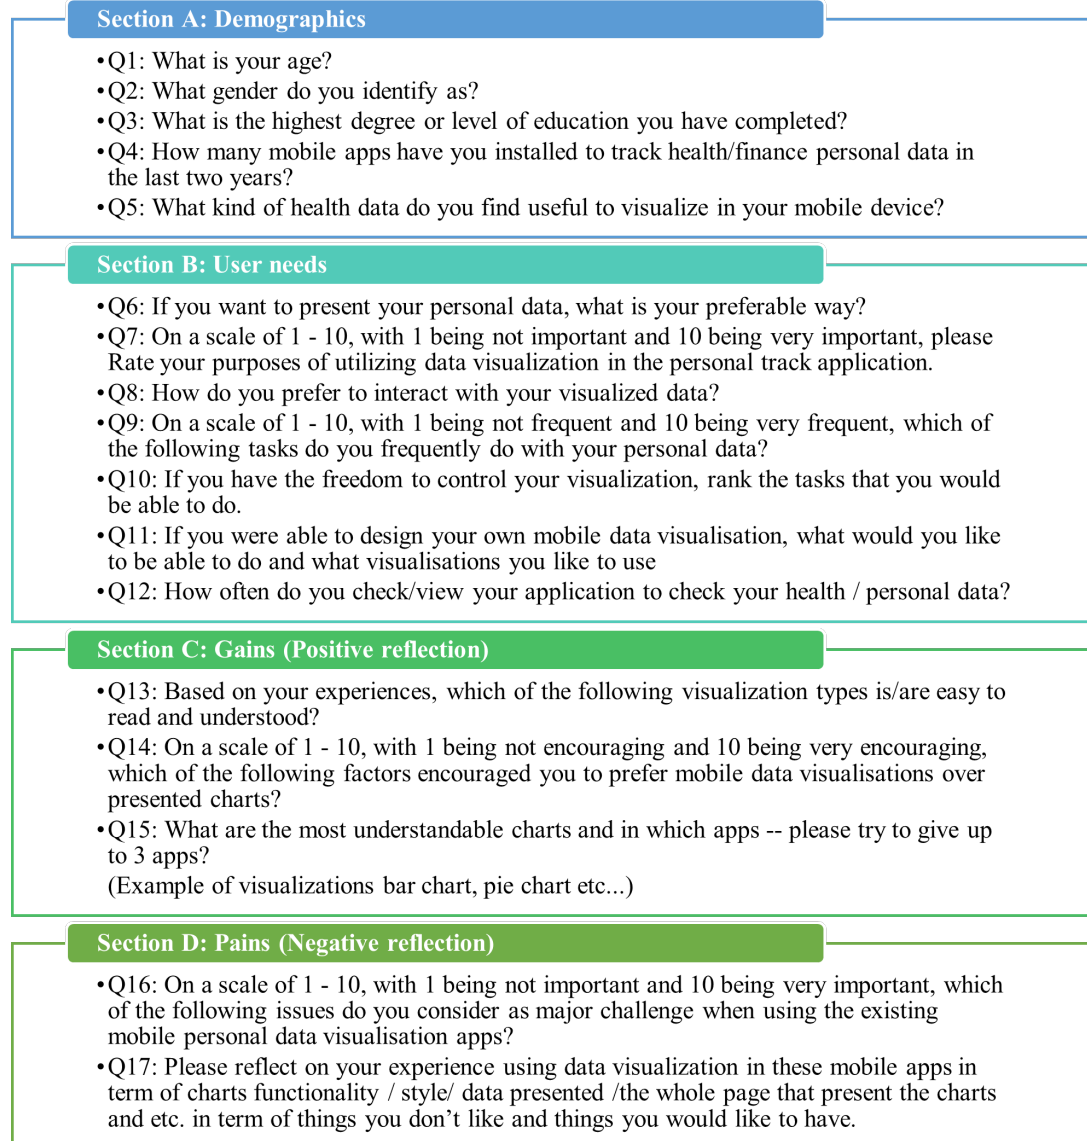 Section A: Demographics
•Q1: What is your age?
•Q2: What gender do you identify as?
•Q3: What is the highest degree or level of education you have completed?
•Q4: How many mobile apps have you installed to track health/finance personal data in
the last two years?
•Q5: What kind of health data do you find useful to visualize in your mobile device?
Section B: User needs
•Q6: If you want to present your personal data, what is your preferable way?
•Q7: On a scale of 1 - 10, with 1 being not important and 10 being very important, please
Rate your purposes of utilizing data visualization in the personal track application.
•Q8: How do you prefer to interact with your visualized data?
•Q9: On a scale of 1 - 10, with 1 being not frequent and 10 being very frequent, which of
the following tasks do you frequently do with your personal data?
•Q10: If you have the freedom to control your visualization, rank the tasks that you would
be able to do.
•Q11: If you were able to design your own mobile data visualisation, what would you like
to be able to do and what visualisations you like to use
•Q12: How often do you check/view your application to check your health / personal data?
Section C: Gains (Positive reflection)
•Q13: Based on your experiences, which of the following visualization types is/are easy to
read and understood?
•Q14: On a scale of 1 - 10, with 1 being not encouraging and 10 being very encouraging,
which of the following factors encouraged you to prefer mobile data visualisations over
presented charts?
•Q15: What are the most understandable charts and in which apps -- please try to give up
to 3 apps?
(Example of visualizations bar chart, pie chart etc...)
Section D: Pains (Negative reflection)
•Q16: On a scale of 1 - 10, with 1 being not important and 10 being very important, which
of the following issues do you consider as major challenge when using the existing
mobile personal data visualisation apps?
•Q17: Please reflect on your experience using data visualization in these mobile apps in
term of charts functionality / style/ data presented /the whole page that present the charts
and etc. in term of things you don’t like and things you would like to have.